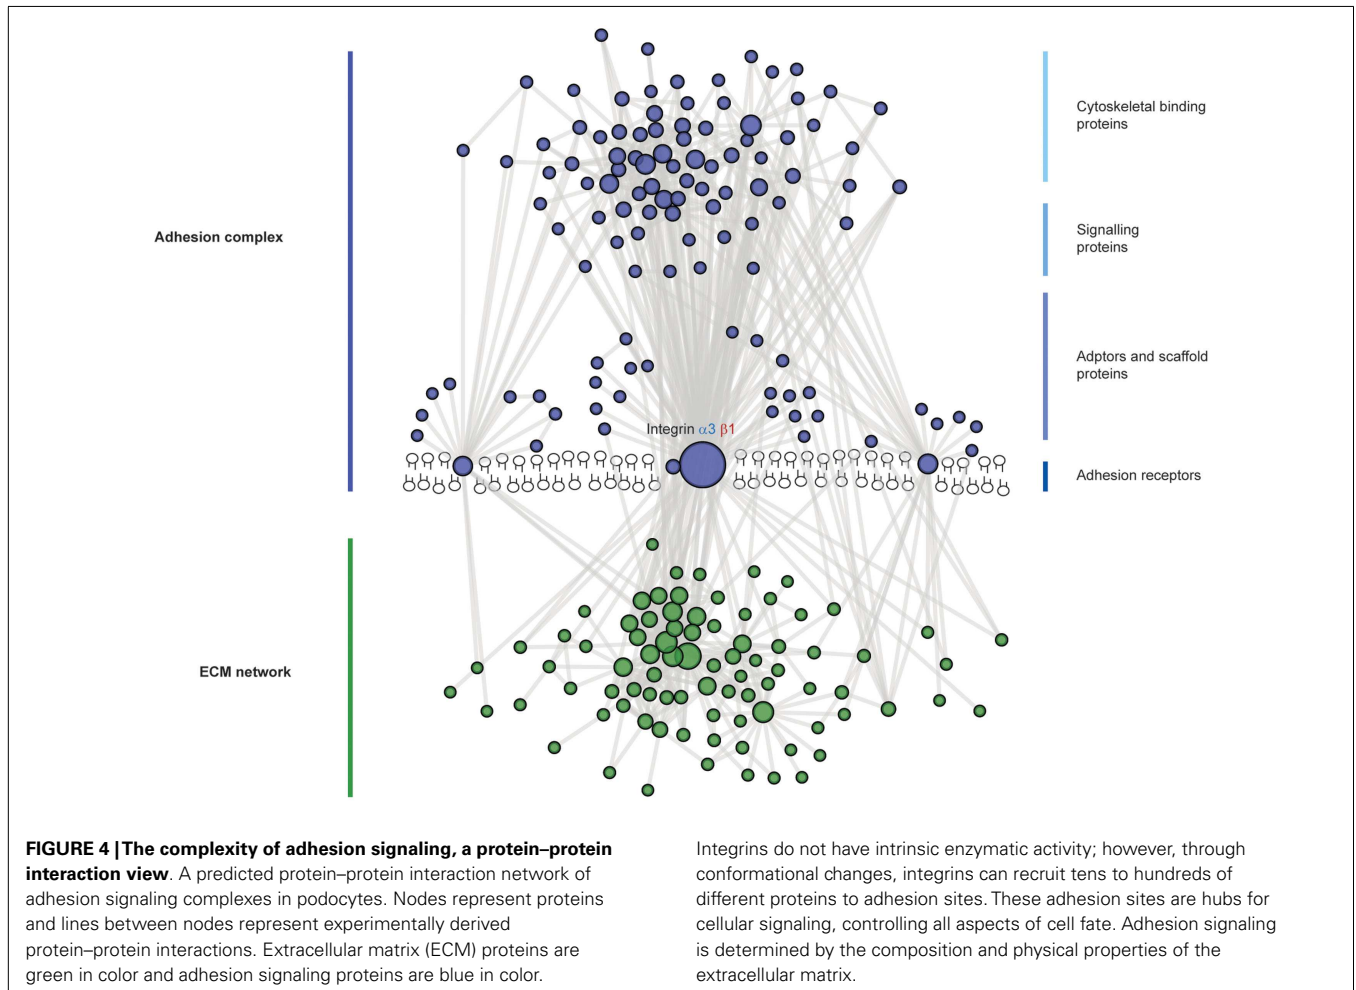 Adhesion complex
Cytoskeletal binding
proteins
Signalling
proteins
Adptors and scaffold
proteins
Integrin α3 β1
Adhesion receptors
ECM network
FIGURE 4 | The complexity of adhesion signaling, a protein–protein
interaction view. A predicted protein–protein interaction network of
adhesion signaling complexes in podocytes. Nodes represent proteins
and lines between nodes represent experimentally derived
protein–protein interactions. Extracellular matrix (ECM) proteins are
green in color and adhesion signaling proteins are blue in color.
Integrins do not have intrinsic enzymatic activity; however, through
conformational changes, integrins can recruit tens to hundreds of
different proteins to adhesion sites. These adhesion sites are hubs for
cellular signaling, controlling all aspects of cell fate. Adhesion signaling
is determined by the composition and physical properties of the
extracellular matrix.